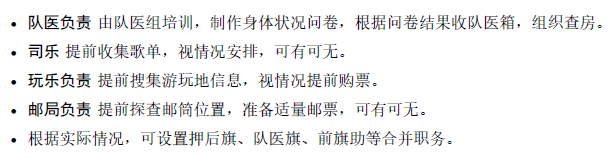 • 队医负责 由队医组培训，制作身体状况问卷，根据问卷结果收队医箱，组织查房。
• 司乐 提前收集歌单，视情况安排，可有可无。
• 玩乐负责 提前搜集游玩地信息，视情况提前购票。
• 邮局负责 提前探查邮筒位置，准备适量邮票，可有可无。
• 根据实际情况，可设置押后旗、队医旗、前旗助等合并职务。